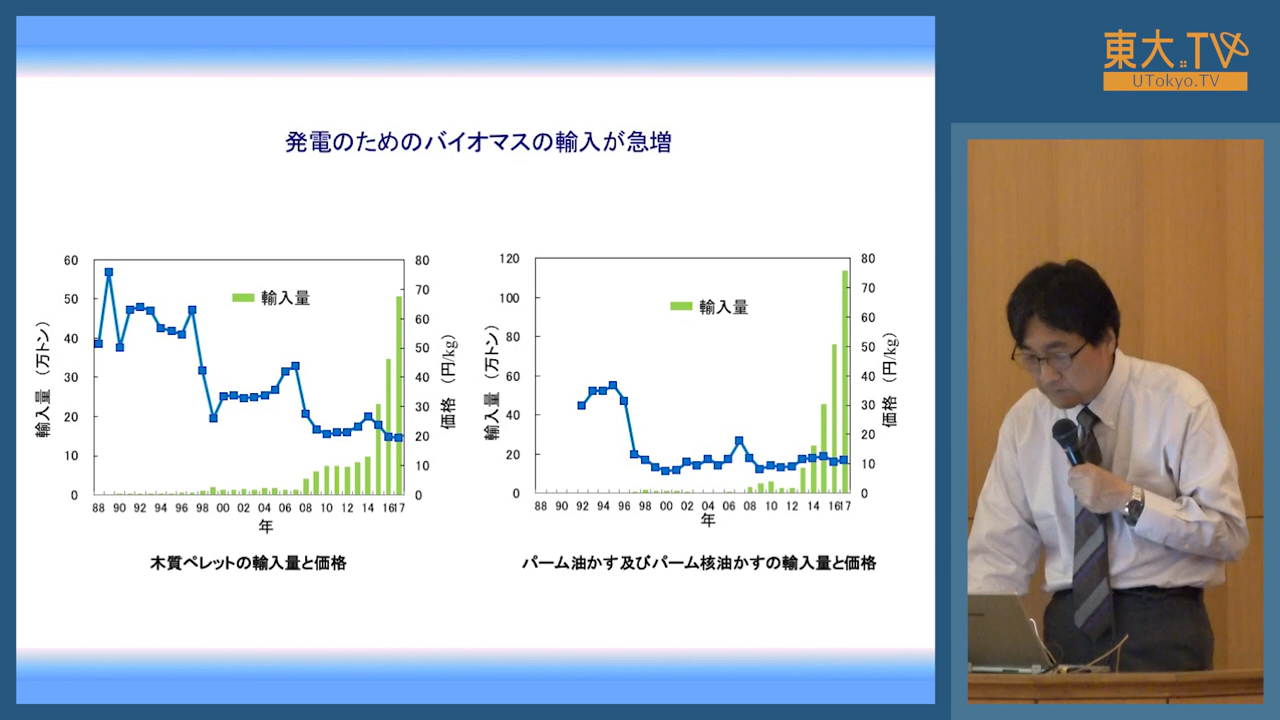 東大TV
UTokyo.TV
発電のためのバイオマスの輸入が急増
60
50
40
30
20
10
0
輸入量（万トン）
輸入量
80
70
60
50
40
30
20
10
0
価格（円/kg）
88 90 92 94 96 98 00 02 04 06 08 10 12 14 16 17
年
木質ペレットの輸入量と価格
120
100
80
60
40
20
0
輸入量（万トン）
輸入量
80
70
60
50
40
30
20
10
0
価格（円/kg）
88 90 92 94 96 98 00 02 04 06 08 10 12 14 16 17
年
パーム油かす及びパーム核油かすの輸入量と価格